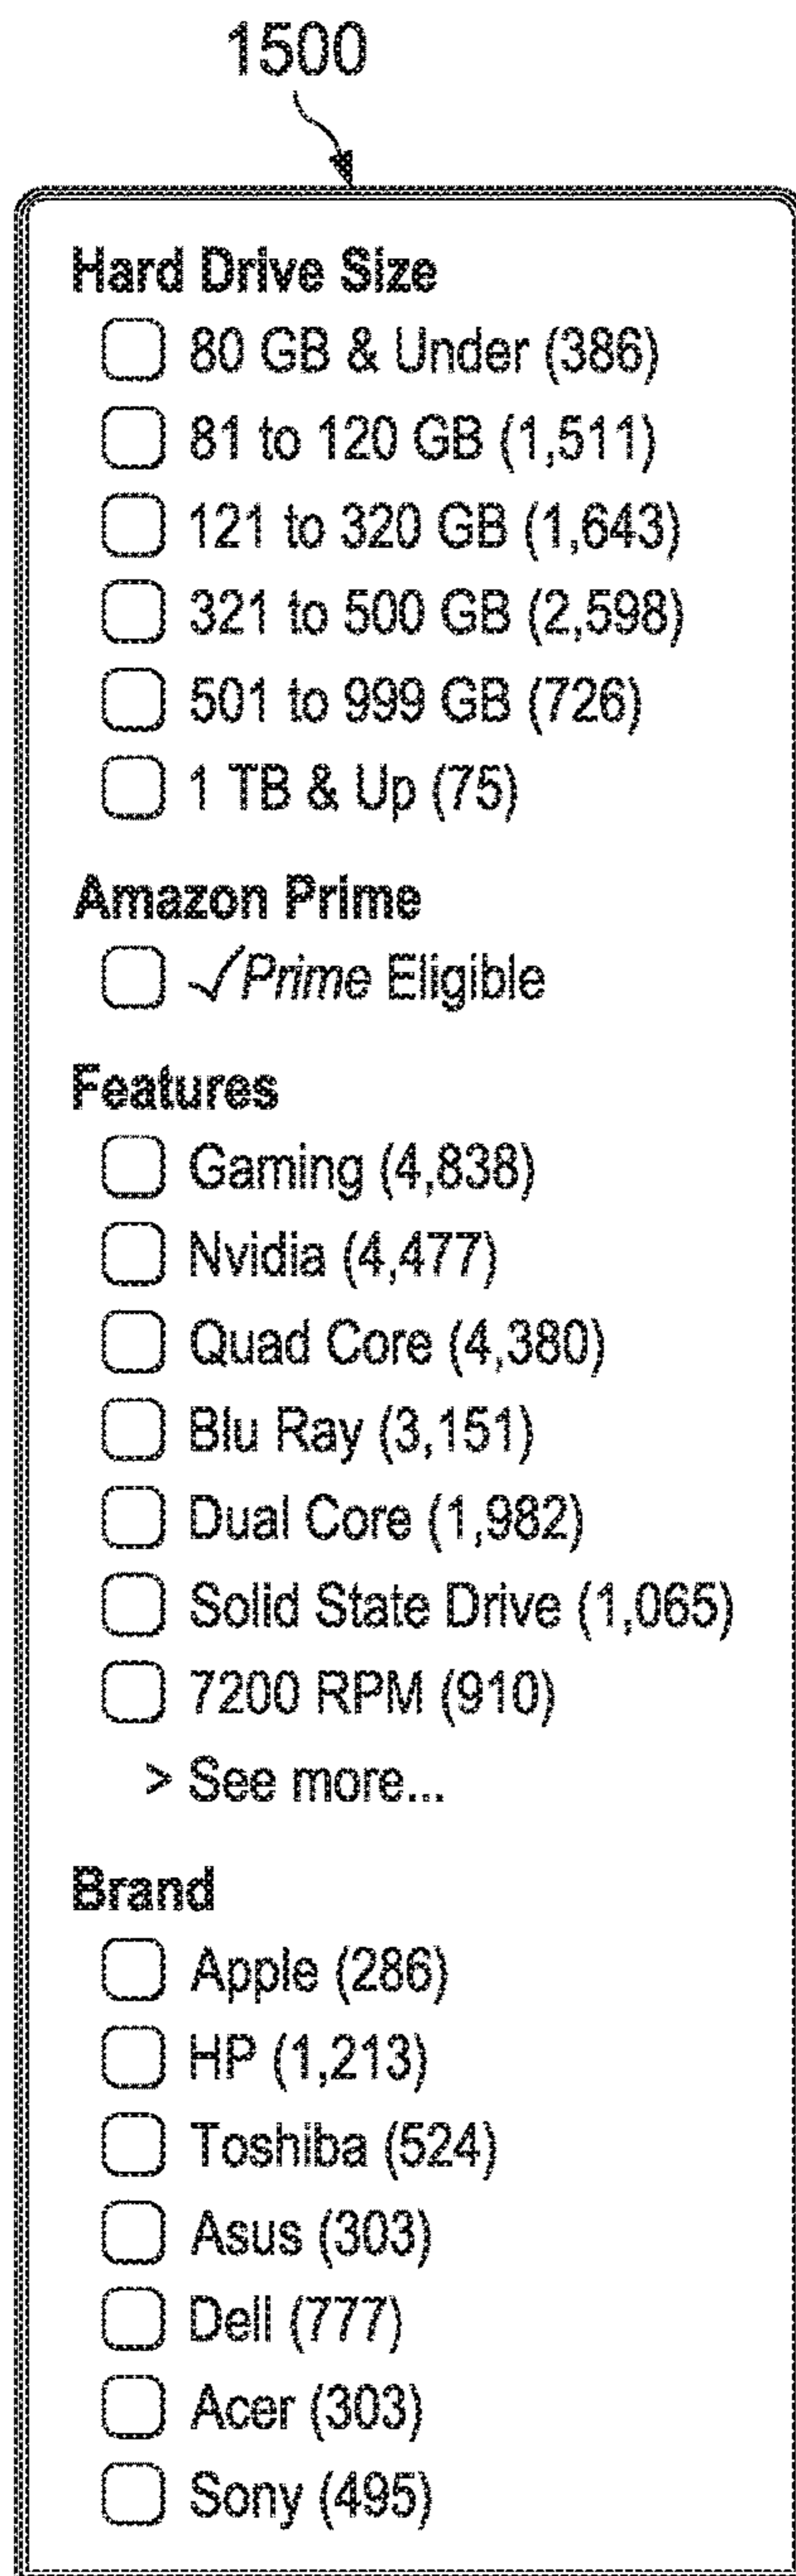 1500
Hard Drive Size
80 GB & Under (386)
81 to 120 GB (1,511)
121 to 320 GB (1,643)
321 to 500 GB (2,598)
501 to 999 GB (726)
1 TB & Up (75)
Amazon Prime
✓Prime Eligible
Features
Gaming (4,838)
Nvidia (4,477)
Quad Core (4,380)
Blu Ray (3,151)
Dual Core (1,982)
Solid State Drive (1,065)
7200 RPM (910)
> See more...
Brand
Apple (286)
HP (1,213)
Toshiba (524)
Asus (303)
Dell (777)
Acer (303)
Sony (495)